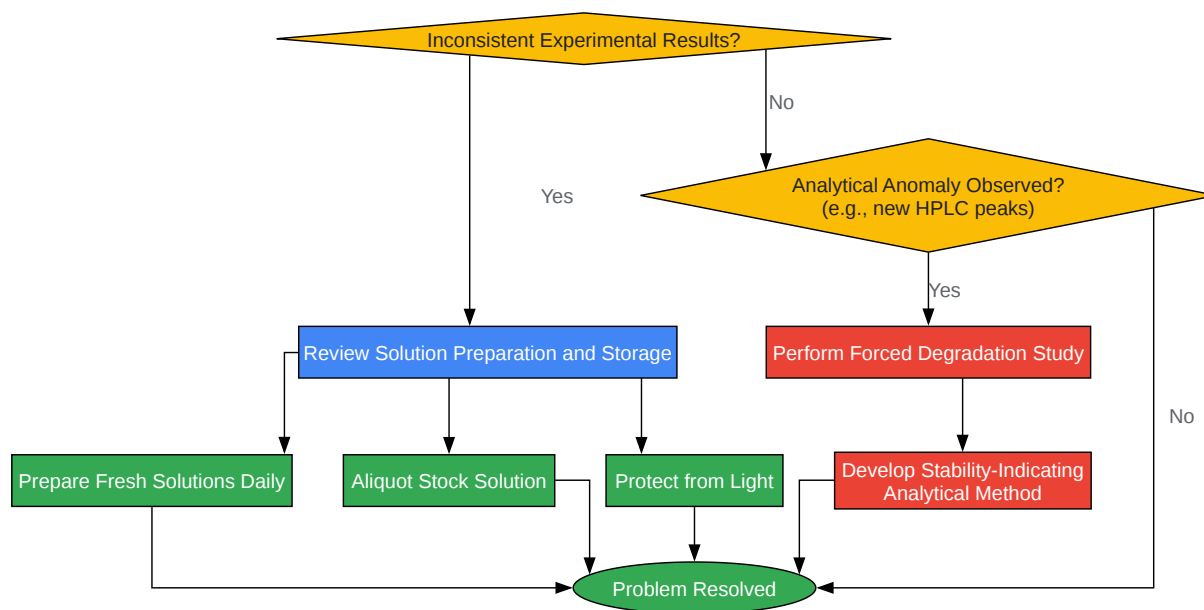 Inconsistent Experimental Results?
No
Analytical Anomaly Observed?
(e.g., new HPLC peaks)
Yes
Yes
Review Solution Preparation and Storage
Perform Forced Degradation Study
No
Prepare Fresh Solutions Daily
Aliquot Stock Solution
Protect from Light
Develop Stability-Indicating
Analytical Method
Problem Resolved